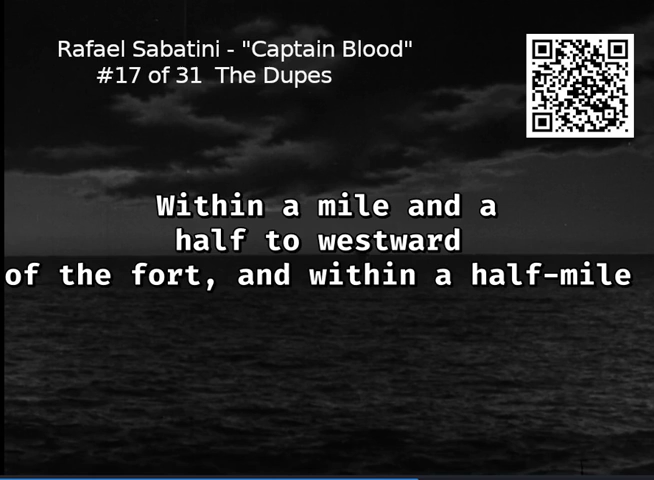 Rafael Sabatini - "Captain Blood"
#17 of 31  The Dupes
Within a mile and a
half to westward
of the fort, and within a half-mile